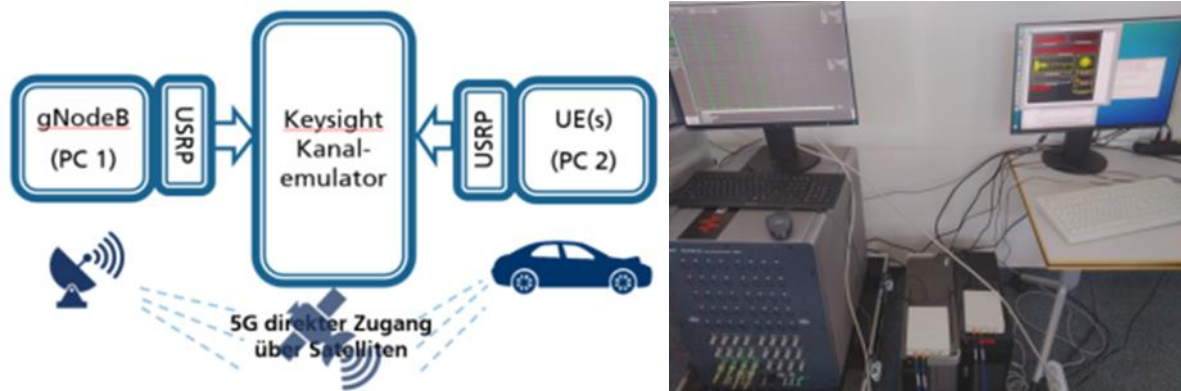 gNodeB
(PC 1)
USRP
Keysight
Kanal-
emulator
USRP
UE(s)
(PC 2)
5G direkter Zugang
über Satelliten